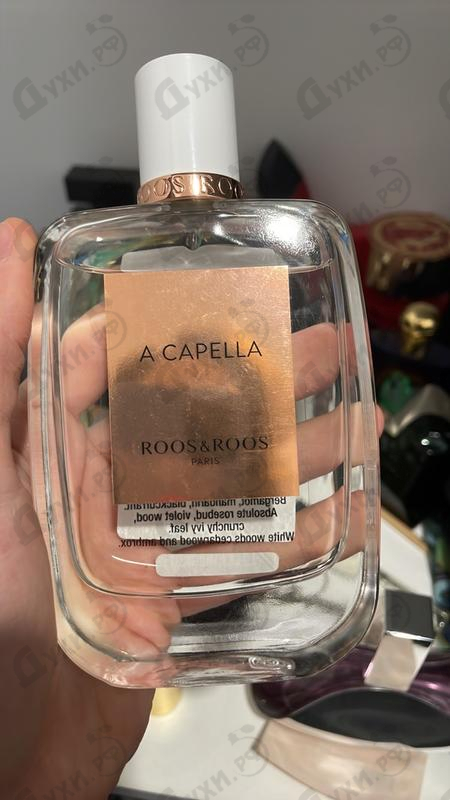 ROOS & ROO
A CAPELLA
ROOS&ROOS
PARIS
Bergamot, mandarin, blackcurrant.
Absolute rosebud, violet wood,
crunchy ivy leaf.
White woods cedarwood and ambrox.
Духи.РФ